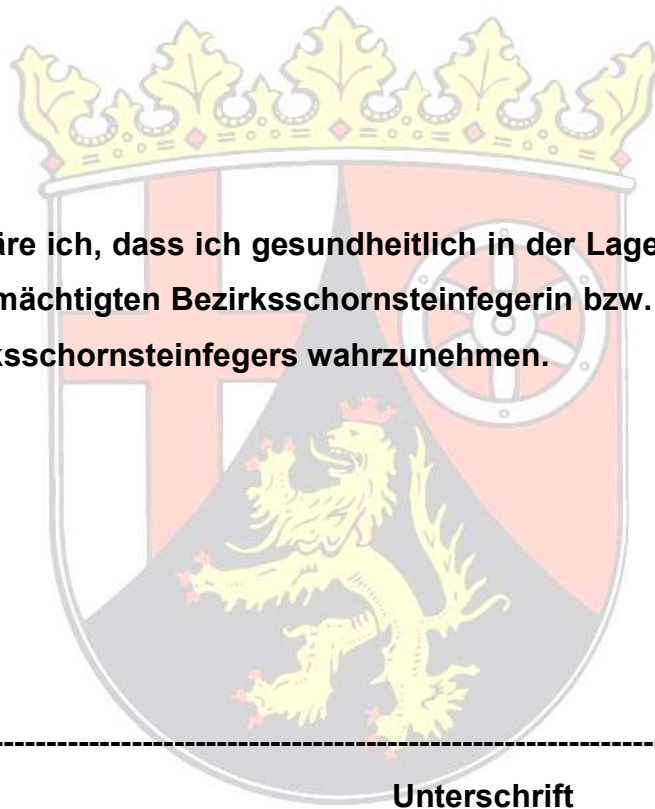 äre ich, dass ich gesundheitlich in der Lage
mächtigten Bezirksschornsteinfegerin bzw.
ksschornsteinfegers wahrzunehmen.
------------------------------------------------------------
Unterschrift